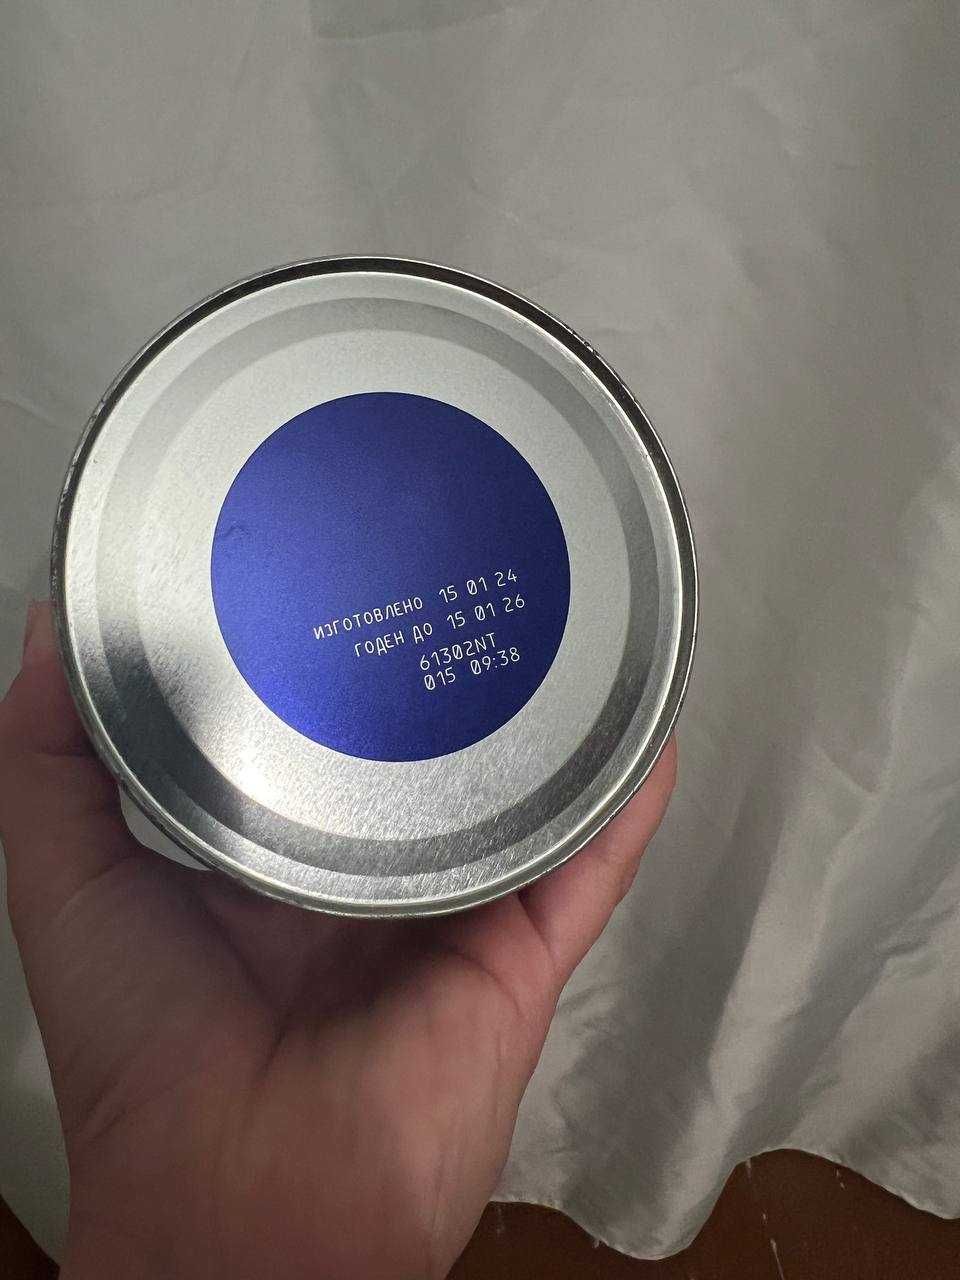 ИЗГОТОВЛЕНО 15 01 24
ГОДЕН ДО 15 01 26
61302NT
015 09:38